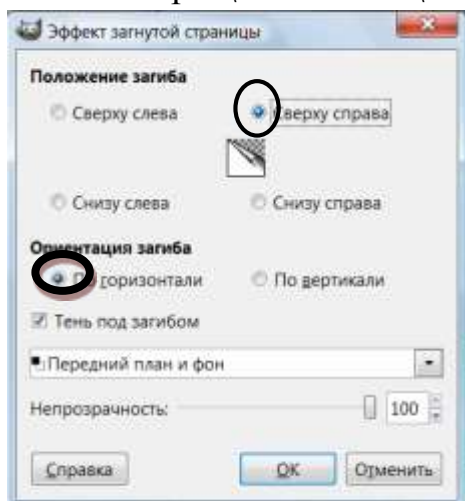 Эффект загнутой страницы
Положение загиба
Сверху слева Сверху справа
Снизу слева Снизу справа
Ориентация загиба
По горизонтали По вертикали
Тень под загибом
Передний план и фон
Непрозрачность: 100
Справка OK Отменить